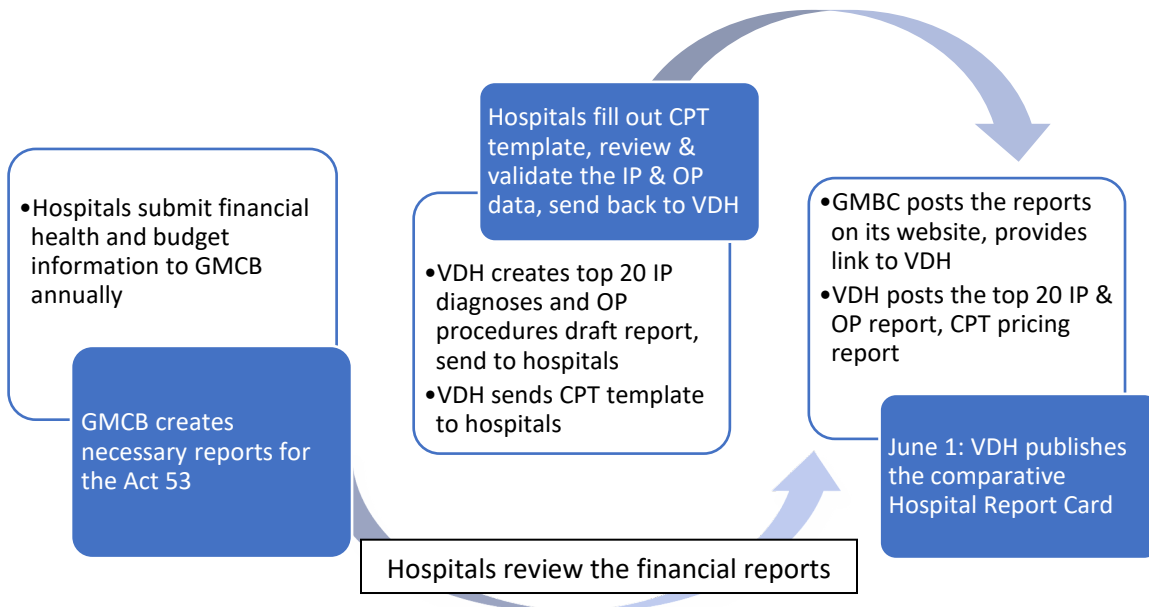 •Hospitals submit financial
health and budget
information to GMCB
annually
GMCB creates
necessary reports for
the Act 53
Hospitals fill out CPT
template, review &
validate the IP & OP
data, send back to VDH
•VDH creates top 20 IP
diagnoses and OP
procedures draft report,
send to hospitals
•VDH sends CPT template
to hospitals
•GMBC posts the reports
on its website, provides
link to VDH
•VDH posts the top 20 IP &
OP report, CPT pricing
report
June 1: VDH publishes
the comparative
Hospital Report Card
Hospitals review the financial reports